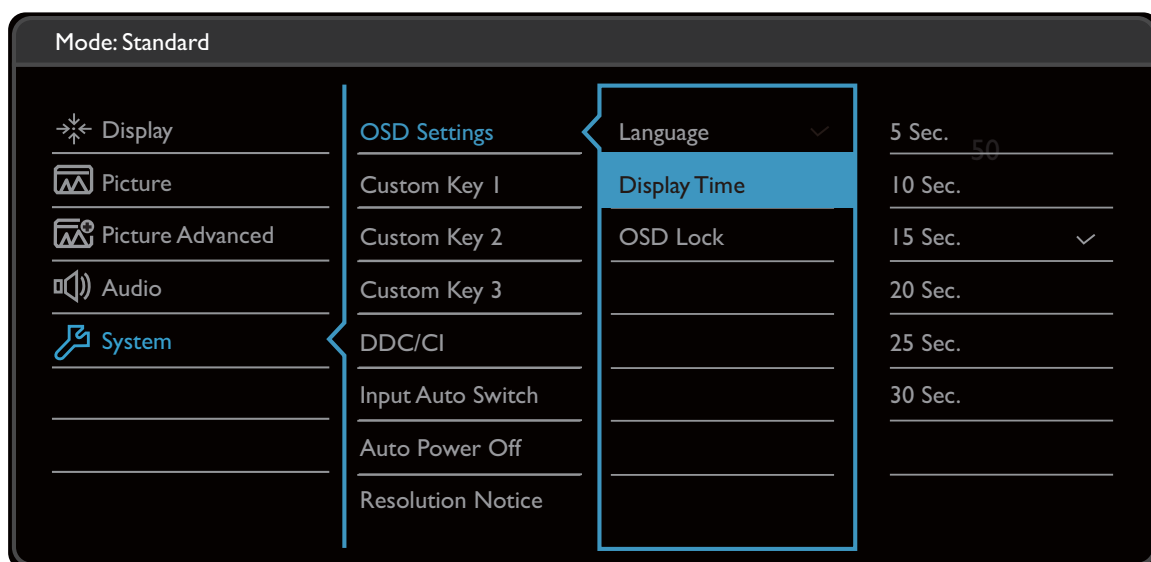 Mode: Standard
Display
Picture
Picture Advanced
Audio
System
OSD Settings
Custom Key 1
Custom Key 2
Custom Key 3
DDC/CI
Input Auto Switch
Auto Power Off
Resolution Notice
Language
Display Time
OSD Lock
5 Sec.
50
10 Sec.
15 Sec.
20 Sec.
25 Sec.
30 Sec.